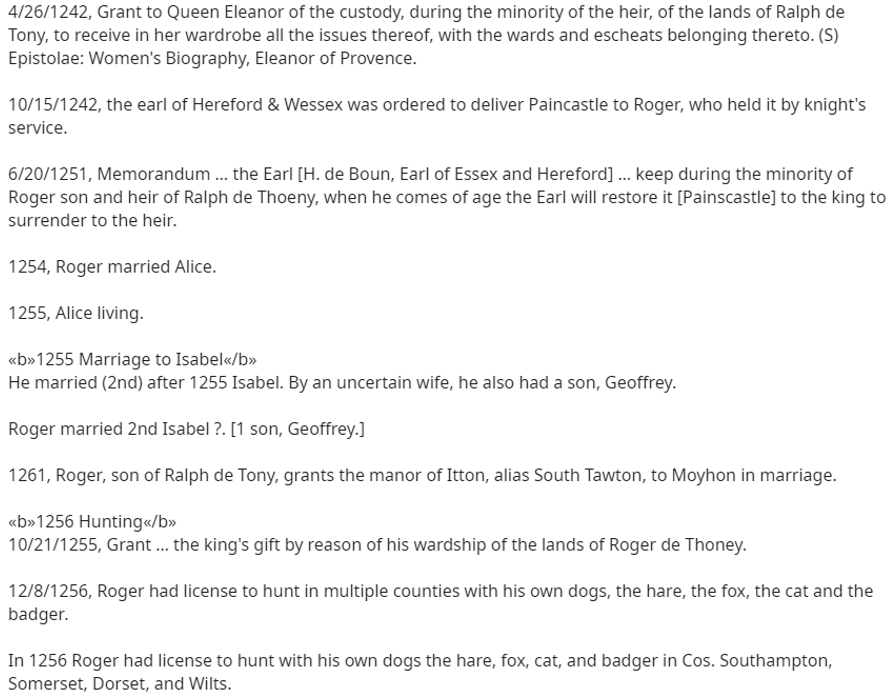 4/26/1242, Grant to Queen Eleanor of the custody, during the minority of the heir, of the lands of Ralph de
Tony, to receive in her wardrobe all the issues thereof, with the wards and escheats belonging thereto. (S)
Epistolae: Women's Biography, Eleanor of Provence.

10/15/1242, the earl of Hereford & Wessex was ordered to deliver Paincastle to Roger, who held it by knight's
service.

6/20/1251, Memorandum ... the Earl [H. de Boun, Earl of Essex and Hereford] ... keep during the minority of
Roger son and heir of Ralph de Thoeny, when he comes of age the Earl will restore it [Painscastle] to the king to
surrender to the heir.

1254, Roger married Alice.

1255, Alice living.

«b»1255 Marriage to Isabel«/b»
He married (2nd) after 1255 Isabel. By an uncertain wife, he also had a son, Geoffrey.

Roger married 2nd Isabel ?. [1 son, Geoffrey.]

1261, Roger, son of Ralph de Tony, grants the manor of Itton, alias South Tawton, to Moyhon in marriage.

«b»1256 Hunting«/b»
10/21/1255, Grant ... the king's gift by reason of his wardship of the lands of Roger de Thoney.

12/8/1256, Roger had license to hunt in multiple counties with his own dogs, the hare, the fox, the cat and the
badger.

In 1256 Roger had license to hunt with his own dogs the hare, fox, cat, and badger in Cos. Southampton,
Somerset, Dorset, and Wilts.